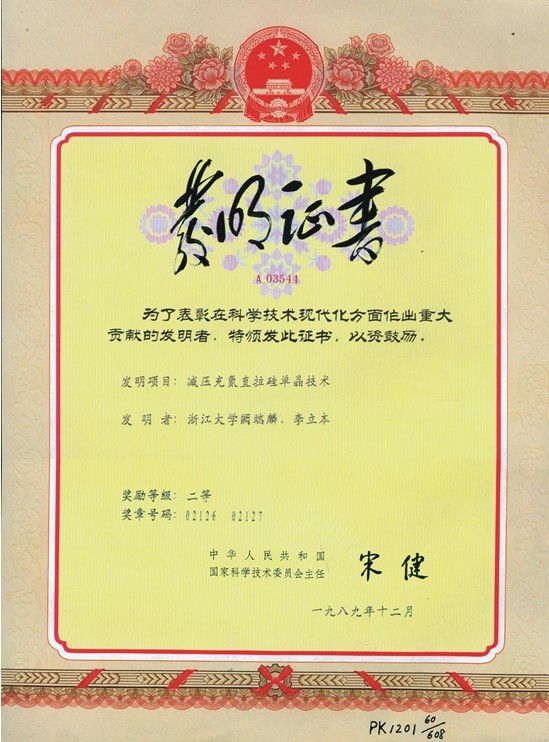 发明证书
A 03544
为了表彰在科学技术现代化方面作出重大
贡献的发明者，特颁发此证书，以资鼓励．
发明项目：减压充氮直拉硅单晶技术
发 明 者：浙江大学阙端麟、李立本
奖励等级：二等
奖章号码：02126 02127
中华人民共和国
国家科学技术委员会主任 宋健
一九八九年十二月
PK1201 60/608